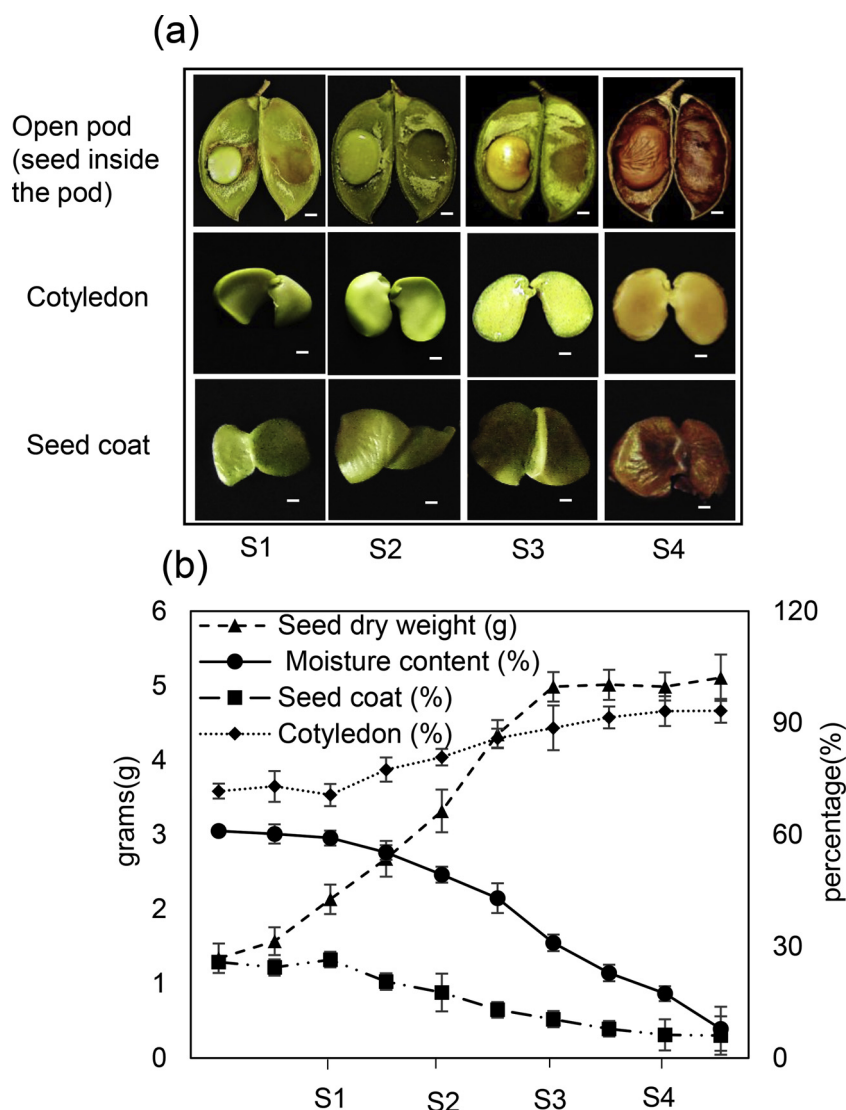 (a)
Open pod
(seed inside
the pod)
Cotyledon
Seed coat
S1 S2 S3 S4
(b)
6 120
Seed dry weight (g)
Moisture content (%)
5 Seed coat (%)
Cotyledon (%) 90
4
grams(g) percentage(%)
3 60
2
30
1
0 0
S1 S2 S3 S4